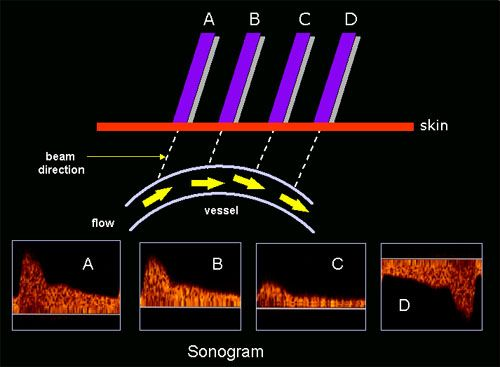 A B C D
skin
beam
direction
flow
vessel
A B C D
Sonogram